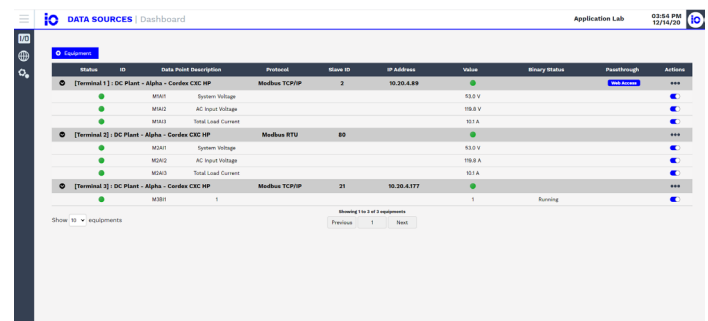 iO DATA SOURCES | Dashboard Application Lab 03:54 PM iO
12/14/20
I/O
Equipment
Status ID Data Point Description Protocol Slave ID IP Address Value Binary Status Passthrough Actions
[Terminal 1 ] : DC Plant - Alpha - Cordex CXC HP Modbus TCP/IP 2 10.20.4.89 Web Access
M1AI1 System Voltage 53.0 V
M1AI2 AC Input Voltage 119.8 V
M1AI3 Total Load Current 10.1 A
[Terminal 2] : DC Plant - Alpha - Cordex CXC HP Modbus RTU 80
M2AI1 System Voltage 53.0 V
M2AI2 AC Input Voltage 119.8 A
M2AI3 Total Load Current 10.1 A
[Terminal 3] : DC Plant - Alpha - Cordex CXC HP Modbus TCP/IP 21 10.20.4.177
M3BI1 1 1 Running
Showing 1 to 3 of 3 equipments
Show 10 equipments Previous 1 Next